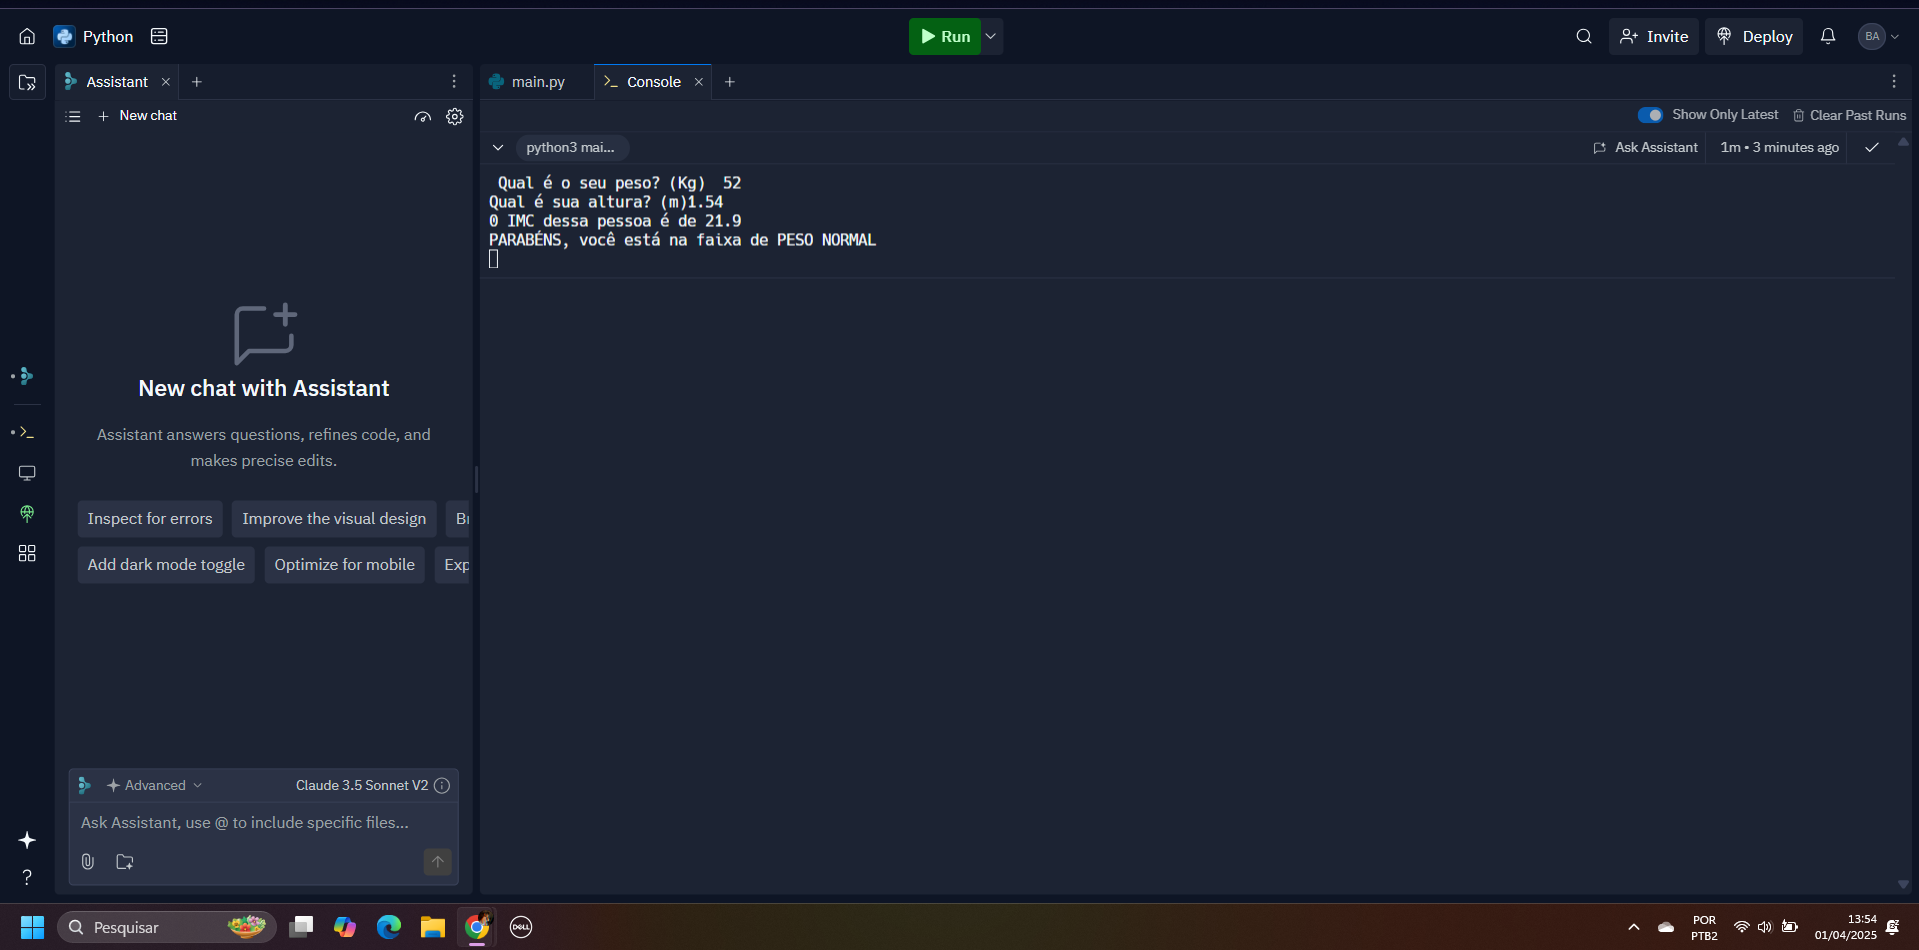 Python
Run
Invite
Deploy
BA
Assistant
main.py
Console
New chat
Show Only Latest
Clear Past Runs
python3 mai...
Ask Assistant
1m • 3 minutes ago
Qual é o seu peso? (Kg)  52
Qual é sua altura? (m)1.54
O IMC dessa pessoa é de 21.9
PARABÉNS, você está na faixa de PESO NORMAL
New chat with Assistant
Assistant answers questions, refines code, and
makes precise edits.
Inspect for errors
Improve the visual design
Br
Add dark mode toggle
Optimize for mobile
Exp
Advanced
Claude 3.5 Sonnet V2
Ask Assistant, use @ to include specific files...
Pesquisar
DELL
POR
PTB2
13:54
01/04/2025